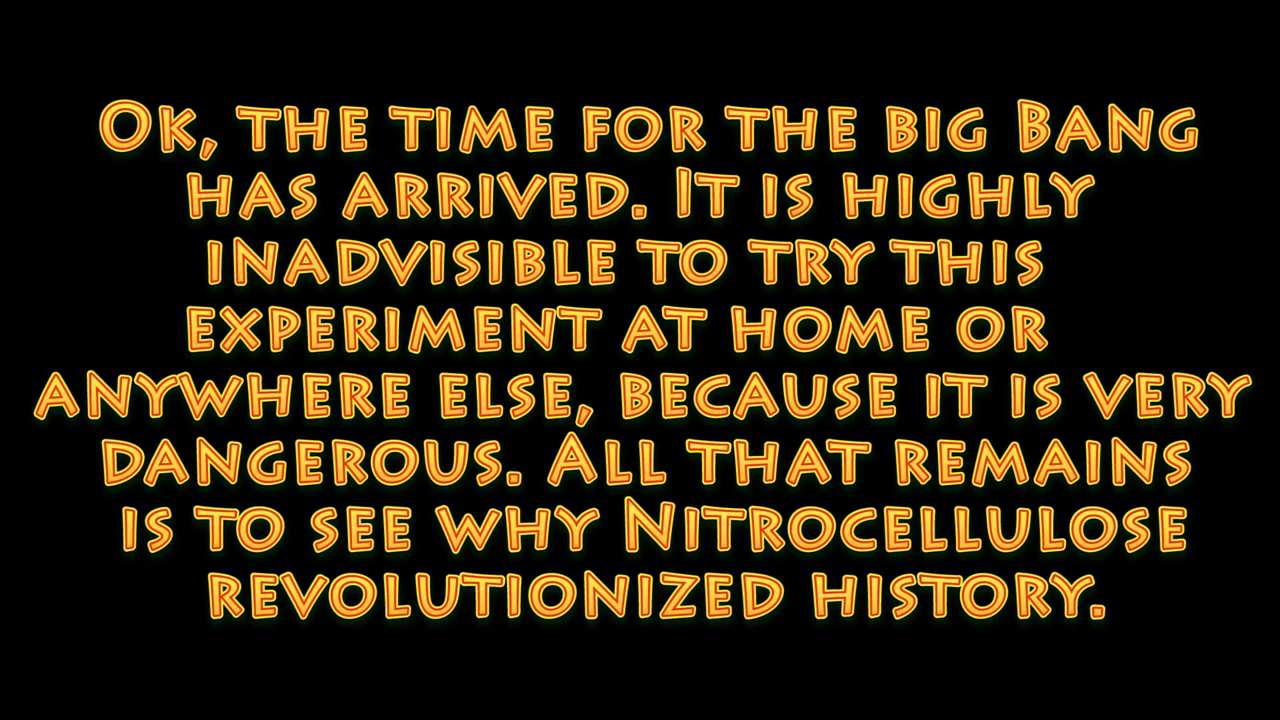 Ok, the time for the big Bang
has arrived. It is highly
inadvisible to try this
experiment at home or
anywhere else, because it is very
dangerous. All that remains
is to see why Nitrocellulose
revolutionized history.